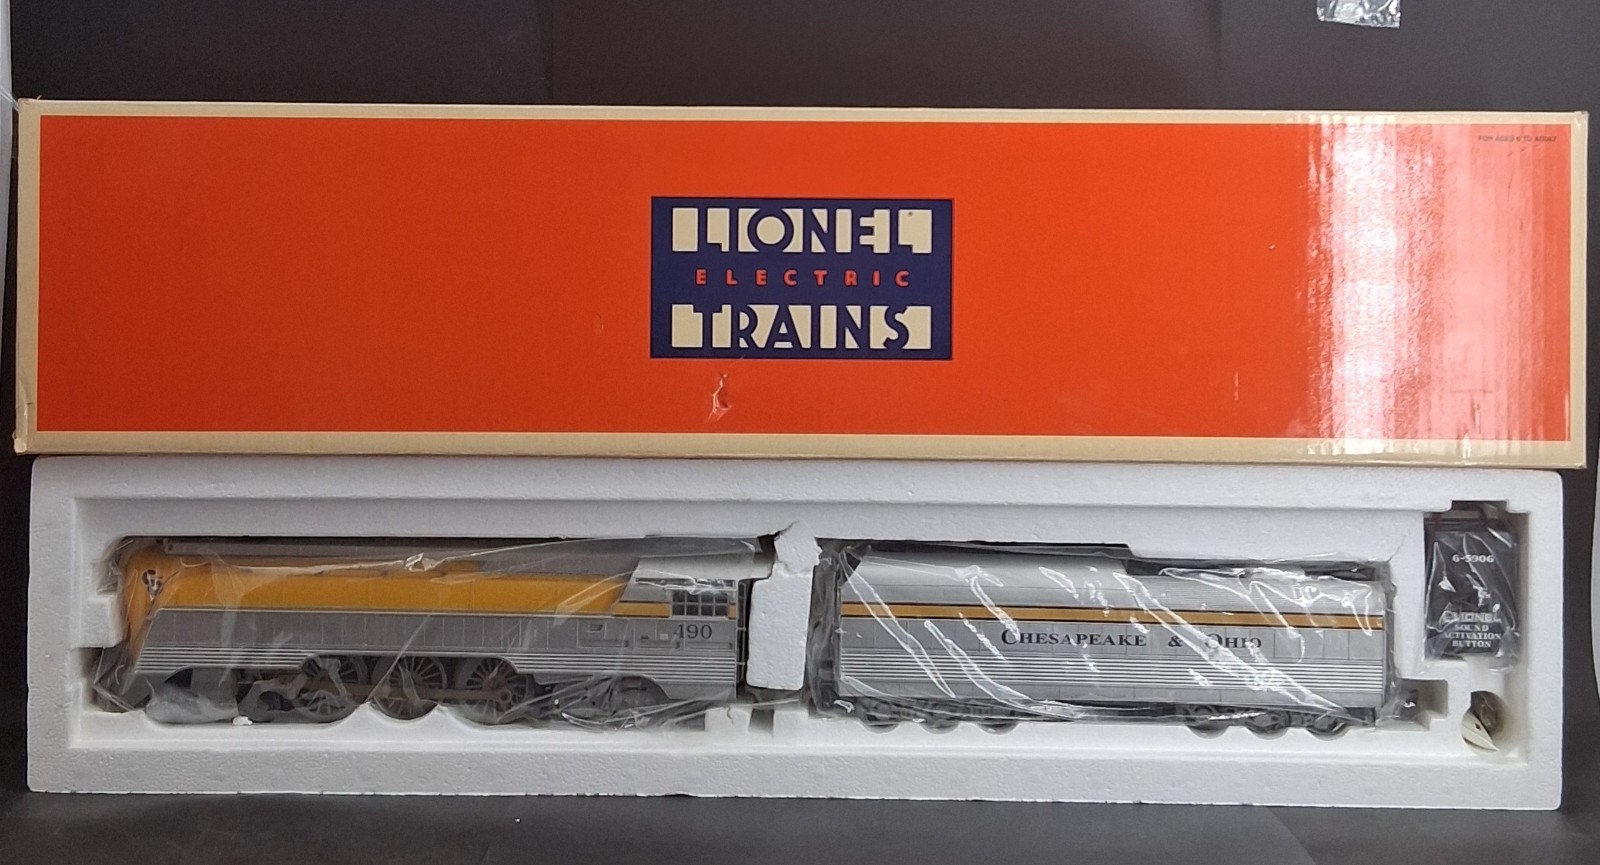 FOR AGES 8 TO ADULT
LIONEL
ELECTRIC
TRAINS
490
CHESAPEAKE & OHIO
6-5906
LIONEL
SOUND
ACTIVATION
BUTTON